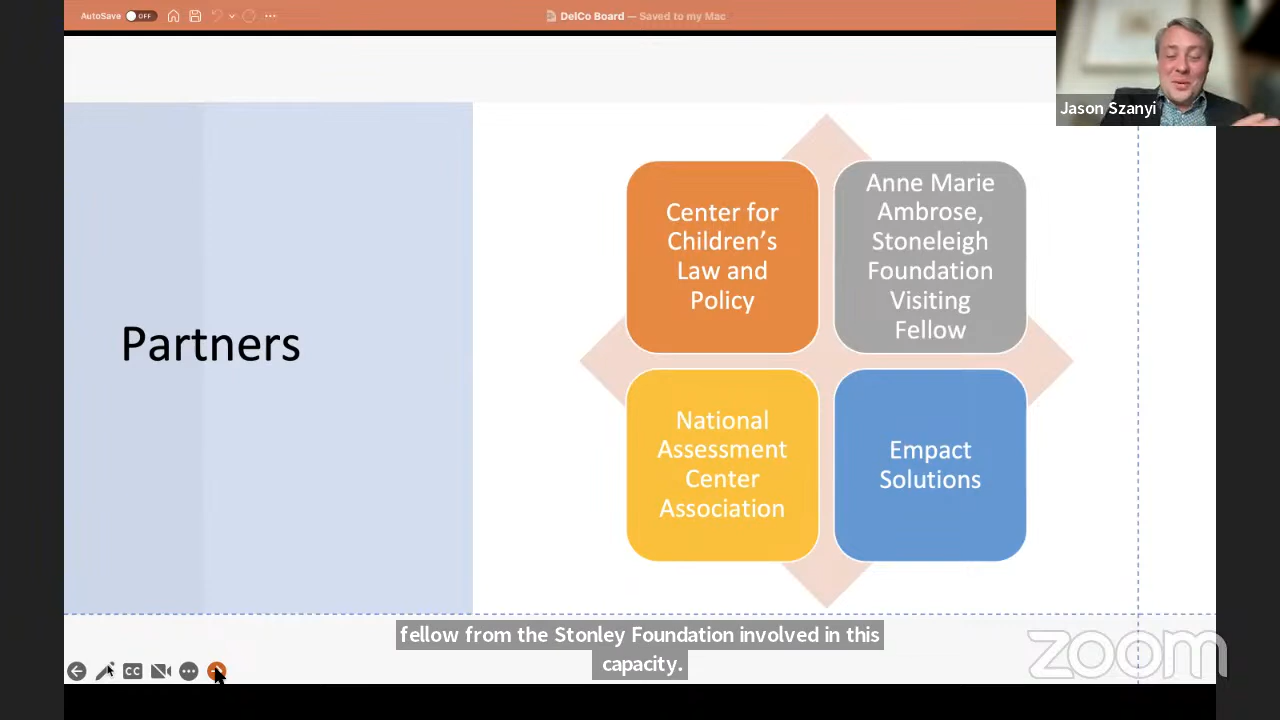 AutoSave OFF
DelCo Board — Saved to my Mac
Jason Szanyi
Partners
Center for
Children's
Law and
Policy
Anne Marie
Ambrose,
Stoneleigh
Foundation
Visiting
Fellow
National
Assessment
Center
Association
Empact
Solutions
fellow from the Stonley Foundation involved in this
capacity.
CC
zoom